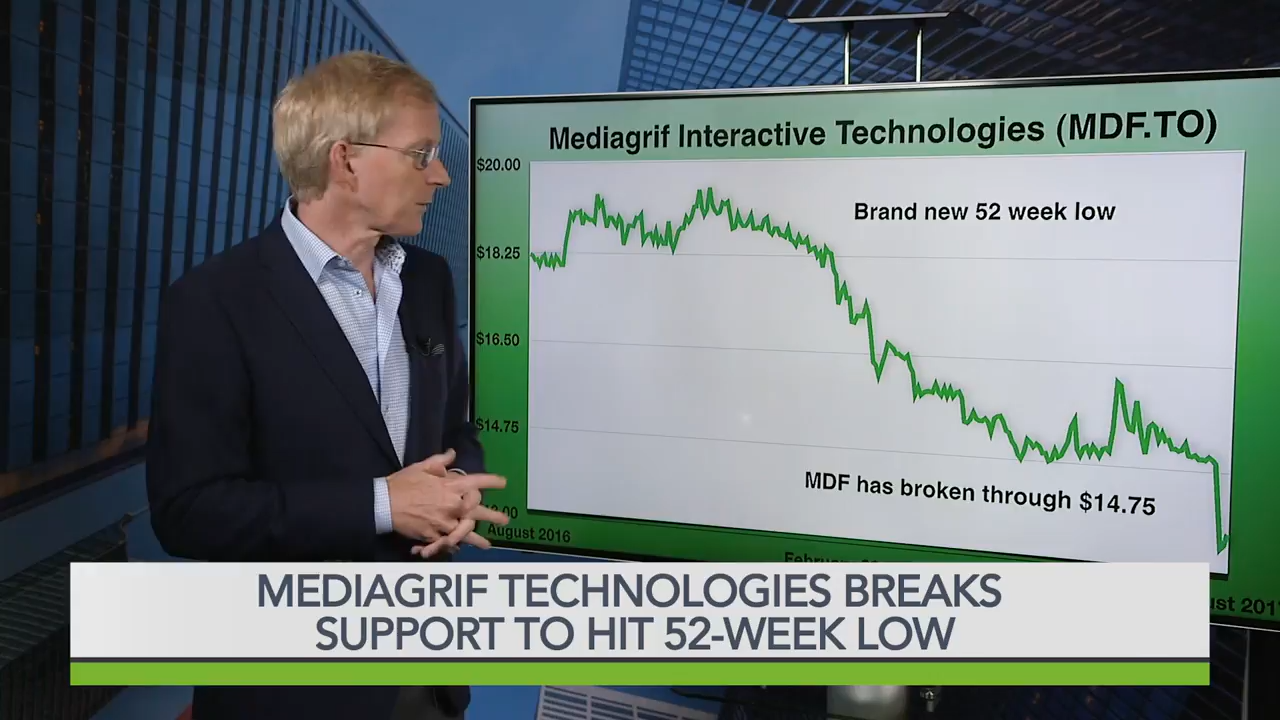 Mediagrif Interactive Technologies (MDF.TO)
$20.00
Brand new 52 week low
$18.25
$16.50
$14.75
MDF has broken through $14.75
August 2016
MEDIAGRIF TECHNOLOGIES BREAKS
SUPPORT TO HIT 52-WEEK LOW